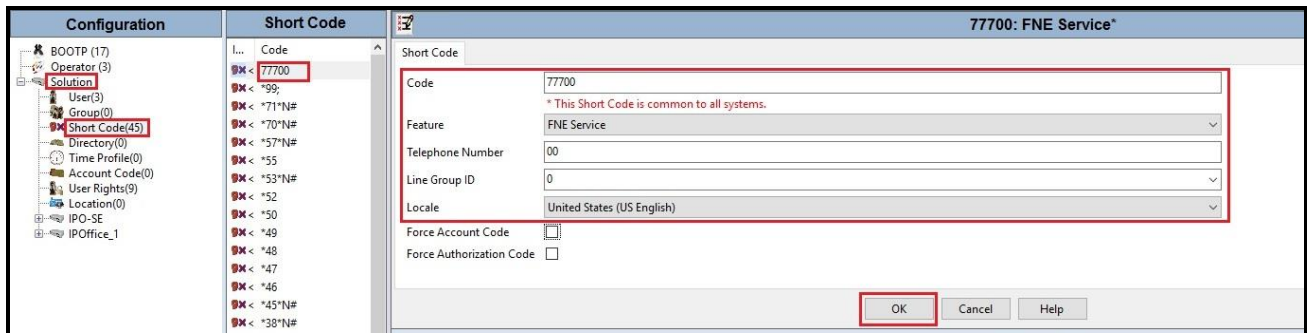 Configuration
BOOTP (17)
Operator (3)
Solution
User(3)
Group(0)
Short Code(45)
Directory(0)
Time Profile(0)
Account Code(0)
User Rights(9)
Location(0)
IPO-SE
IPOffice_1
Short Code
I... Code
77700
*99;
*71*N#
*70*N#
*57*N#
*55
*53*N#
*52
*50
*49
*48
*47
*46
*45*N#
*38*N#
77700: FNE Service*
Short Code
Code 77700
* This Short Code is common to all systems.
Feature FNE Service
Telephone Number 00
Line Group ID 0
Locale United States (US English)
Force Account Code
Force Authorization Code
OK Cancel Help